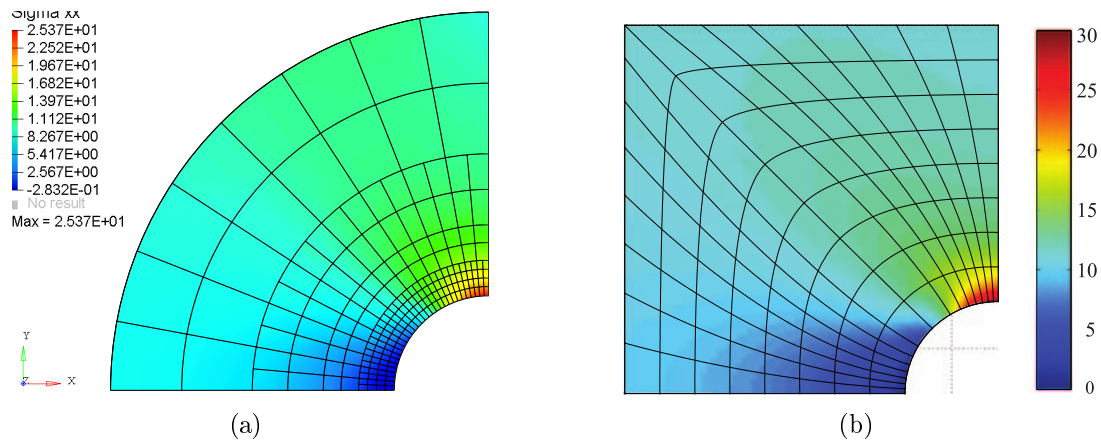 Sigma xx
2.537E+01
2.252E+01
1.967E+01
1.682E+01
1.397E+01
1.112E+01
8.267E+00
5.417E+00
2.567E+00
-2.832E-01
No result
Max = 2.537E+01
Y
Z X
(a)
30
25
20
15
10
5
0
(b)